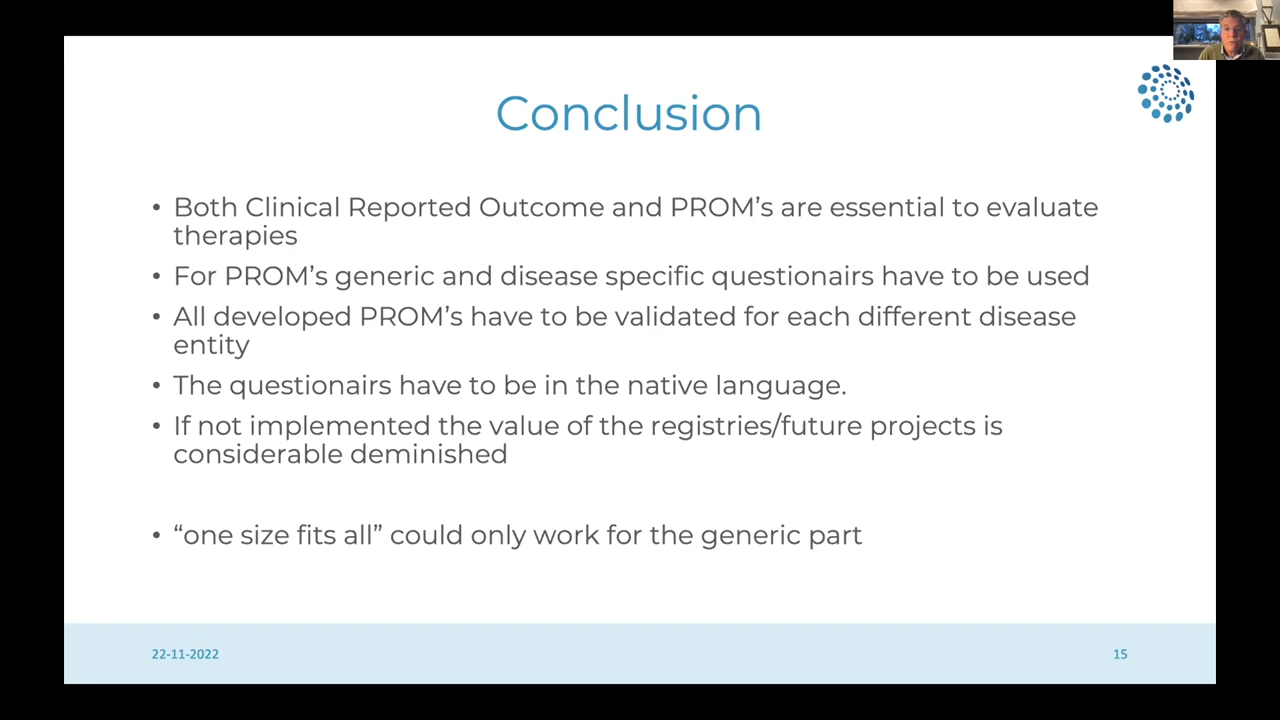 Conclusion
• Both Clinical Reported Outcome and PROM’s are essential to evaluate
therapies
• For PROM’s generic and disease specific questionairs have to be used
• All developed PROM’s have to be validated for each different disease
entity
• The questionairs have to be in the native language.
• If not implemented the value of the registries/future projects is
considerable deminished
• “one size fits all” could only work for the generic part
22-11-2022
15